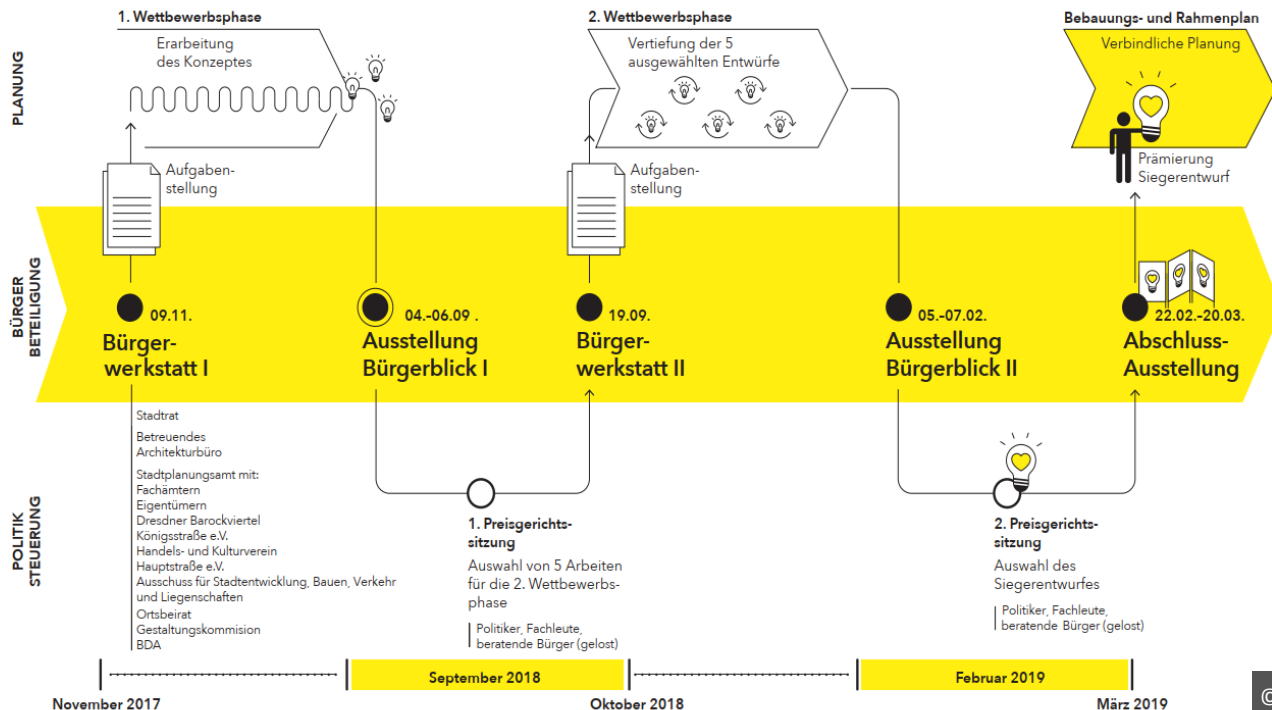 1. Wettbewerbsphase
Erarbeitung
des Konzeptes
2. Wettbewerbsphase
Vertiefung der 5
ausgewählten Entwürfe
Bebauungs- und Rahmenplan
Verbindliche Planung
PLANUNG
Aufgaben-
stellung
Aufgaben-
stellung
Prämierung
Siegerentwurf
BÜRGER
BETEILIGUNG
09.11.
Bürger-
werkstatt I
04.-06.09 .
Ausstellung
Bürgerblick I
19.09.
Bürger-
werkstatt II
05.-07.02.
Ausstellung
Bürgerblick II
22.02.-20.03.
Abschluss-
Ausstellung
POLITIK
STEUERUNG
Stadtrat
Betreuendes
Architekturbüro
Stadtplanungsamt mit:
Fachämtern
Eigentümern
Dresdner Barockviertel
Königsstraße e.V.
Handels- und Kulturverein
Hauptstraße e.V.
Ausschuss für Stadtentwicklung, Bauen, Verkehr
und Liegenschaften
Ortsbeirat
Gestaltungskommision
BDA
1. Preisgerichts-
sitzung
Auswahl von 5 Arbeiten
für die 2. Wettbewerbs-
phase
Politiker, Fachleute,
beratende Bürger (gelost)
2. Preisgerichts-
sitzung
Auswahl des
Siegerentwurfes
Politiker, Fachleute,
beratende Bürger (gelost)
September 2018
Februar 2019
November 2017
Oktober 2018
März 2019
©